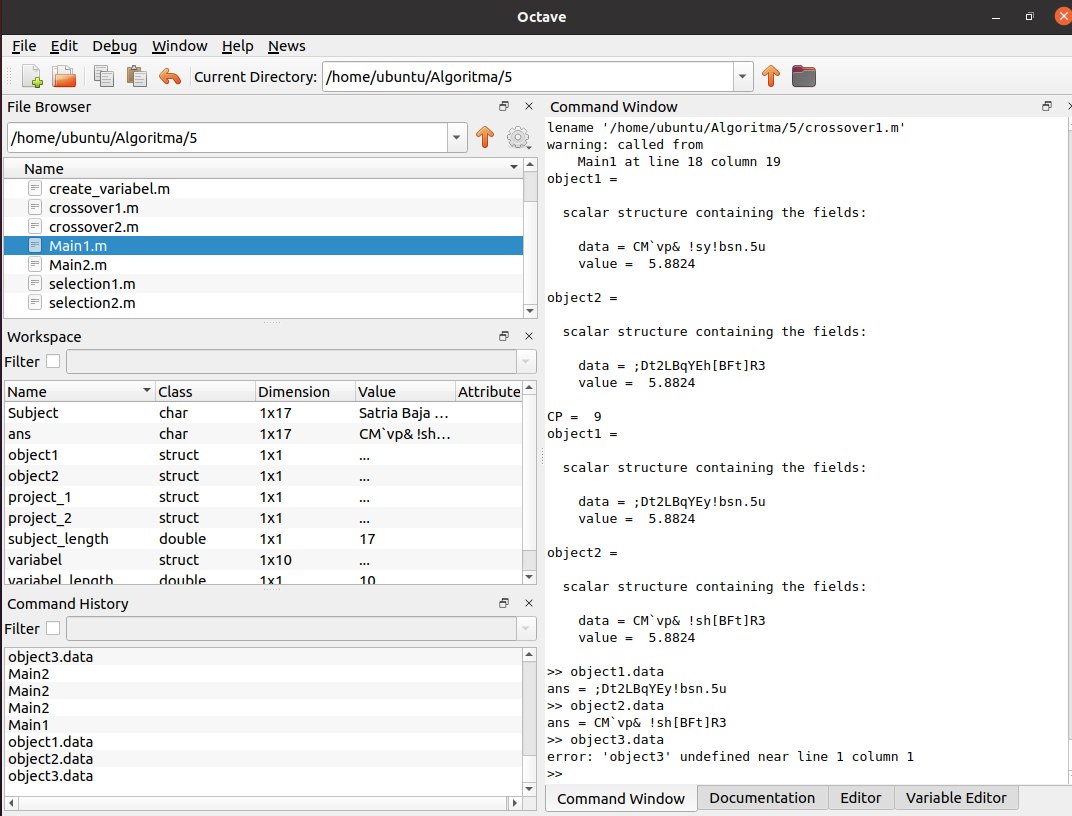 Octave
File Edit Debug Window Help News
Current Directory: /home/ubuntu/Algoritma/5
File Browser
/home/ubuntu/Algoritma/5
Name
create_variabel.m
crossover1.m
crossover2.m
Main1.m
Main2.m
selection1.m
selection2.m
Workspace
Filter
Name Class Dimension Value Attribute
Subject char 1x17 Satria Baja ...
ans char 1x17 CM`vp& !sh...
object1 struct 1x1 ...
object2 struct 1x1 ...
project_1 struct 1x1 ...
project_2 struct 1x1 ...
subject_length double 1x1 17
variabel struct 1x10 ...
variabel_length double 1x1 10
Command History
Filter
object3.data
Main2
Main2
Main2
Main1
object1.data
object2.data
object3.data
Command Window
lename '/home/ubuntu/Algoritma/5/crossover1.m'
warning: called from
Main1 at line 18 column 19
object1 =
scalar structure containing the fields:
data = CM`vp& !sy!bsn.5u
value = 5.8824
object2 =
scalar structure containing the fields:
data = ;Dt2LBqYEh[BFt]R3
value = 5.8824
CP = 9
object1 =
scalar structure containing the fields:
data = ;Dt2LBqYEy!bsn.5u
value = 5.8824
object2 =
scalar structure containing the fields:
data = CM`vp& !sh[BFt]R3
value = 5.8824
>> object1.data
ans = ;Dt2LBqYEy!bsn.5u
>> object2.data
ans = CM`vp& !sh[BFt]R3
>> object3.data
error: 'object3' undefined near line 1 column 1
>>
Command Window Documentation Editor Variable Editor